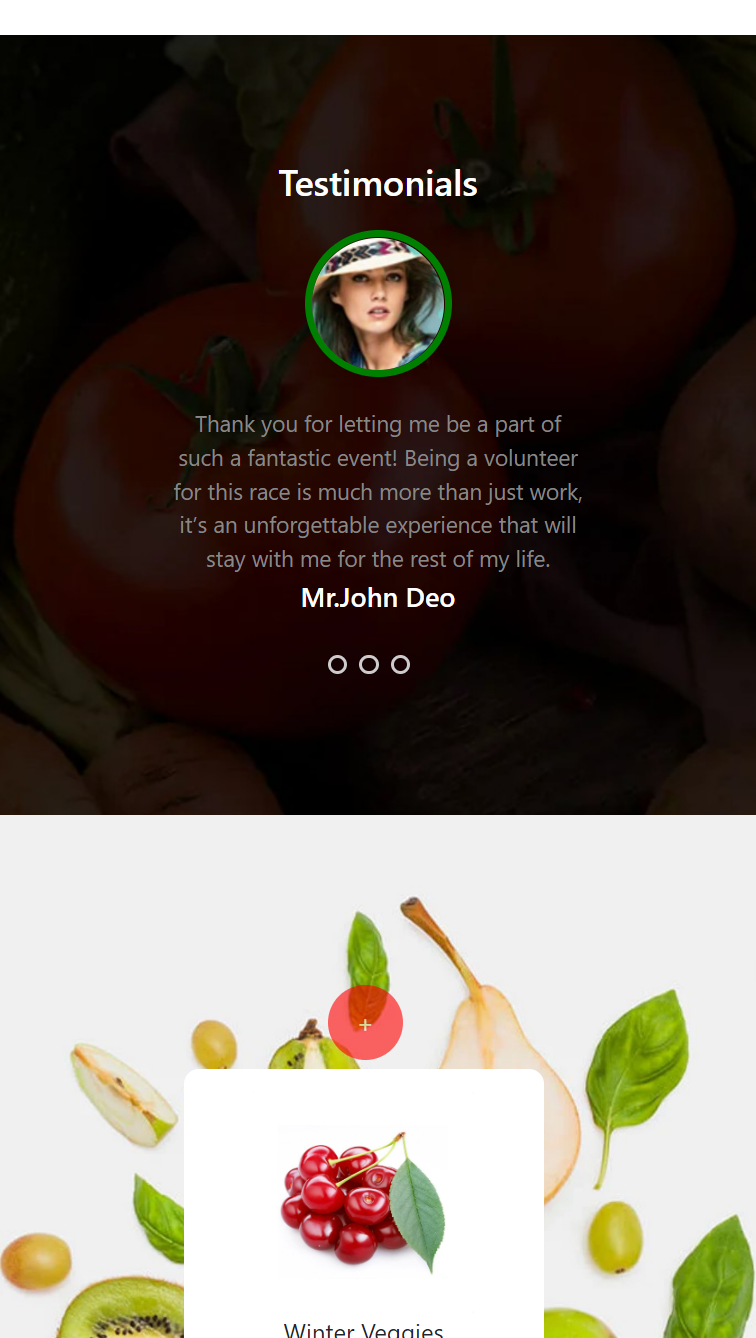 Testimonials
Thank you for letting me be a part of
such a fantastic event! Being a volunteer
for this race is much more than just work,
it’s an unforgettable experience that will
stay with me for the rest of my life.
Mr.John Deo
+
Winter Veggies